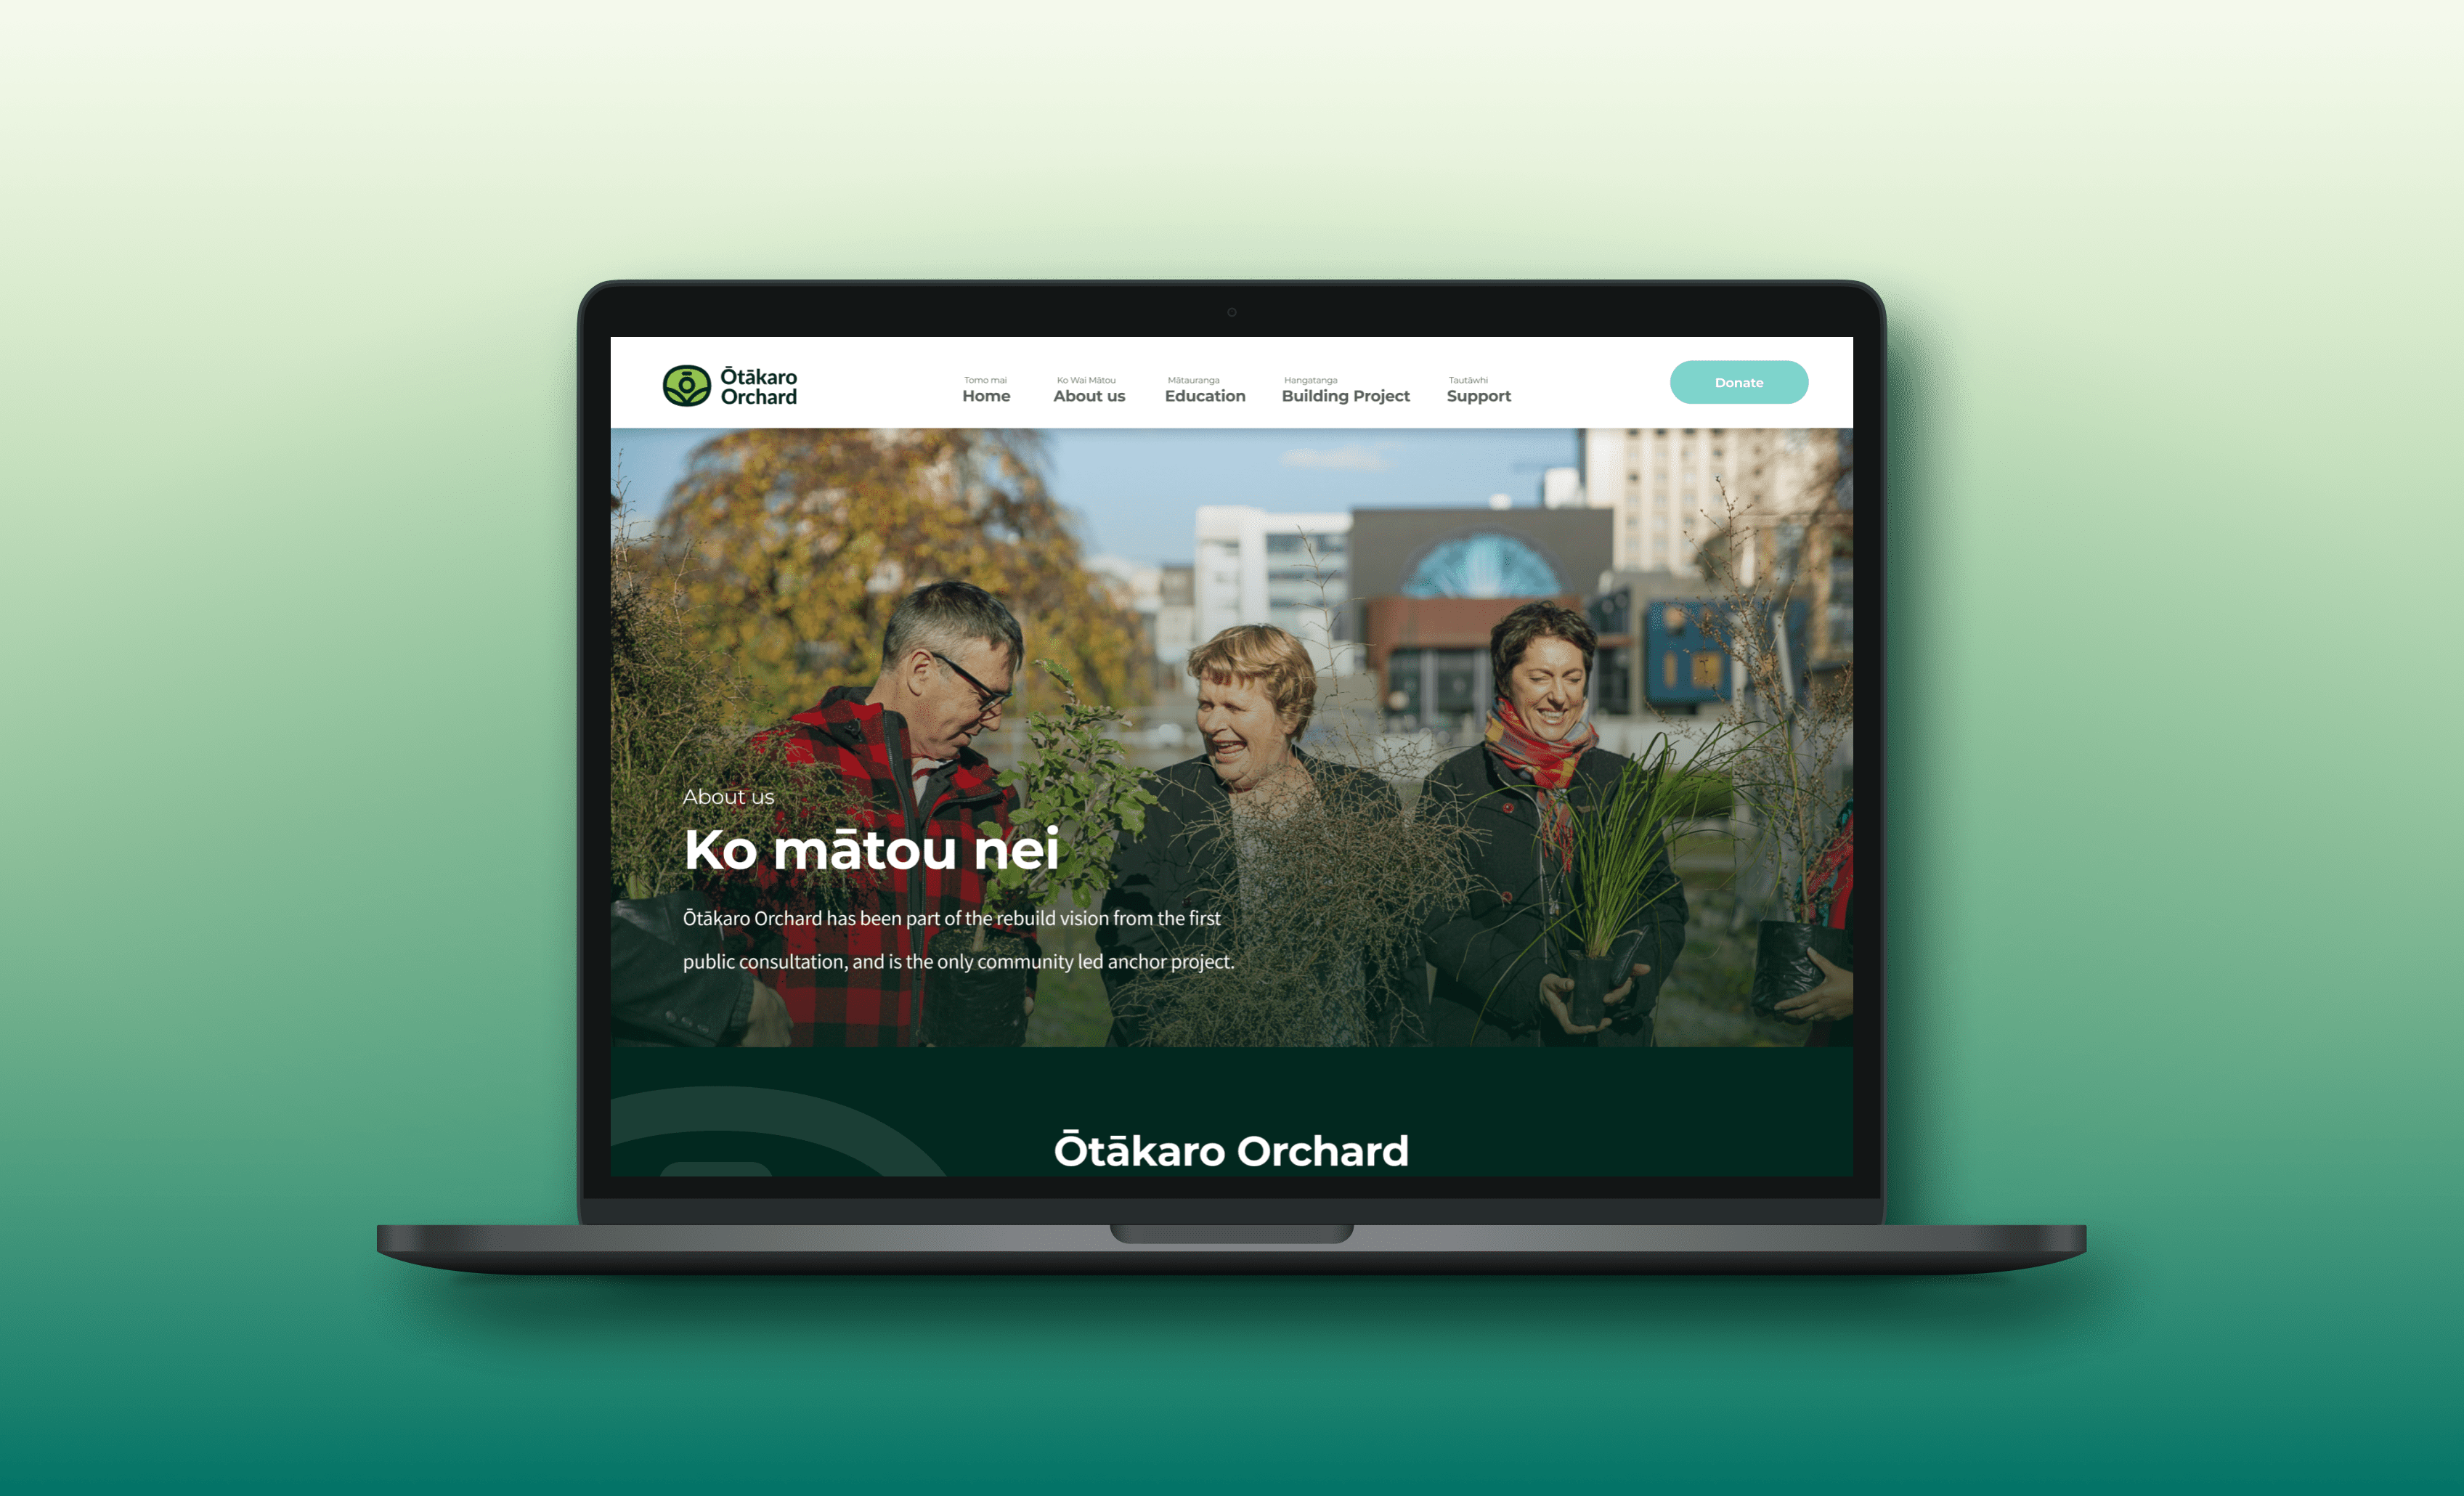 Ōtākaro
Orchard
Tomo mai
Home
Ko Wai Mātou
About us
Mātauranga
Education
Hangatanga
Building Project
Tautāwhi
Support
Donate
About us
Ko mātou nei
Ōtākaro Orchard has been part of the rebuild vision from the first
public consultation, and is the only community led anchor project.
Ōtākaro Orchard